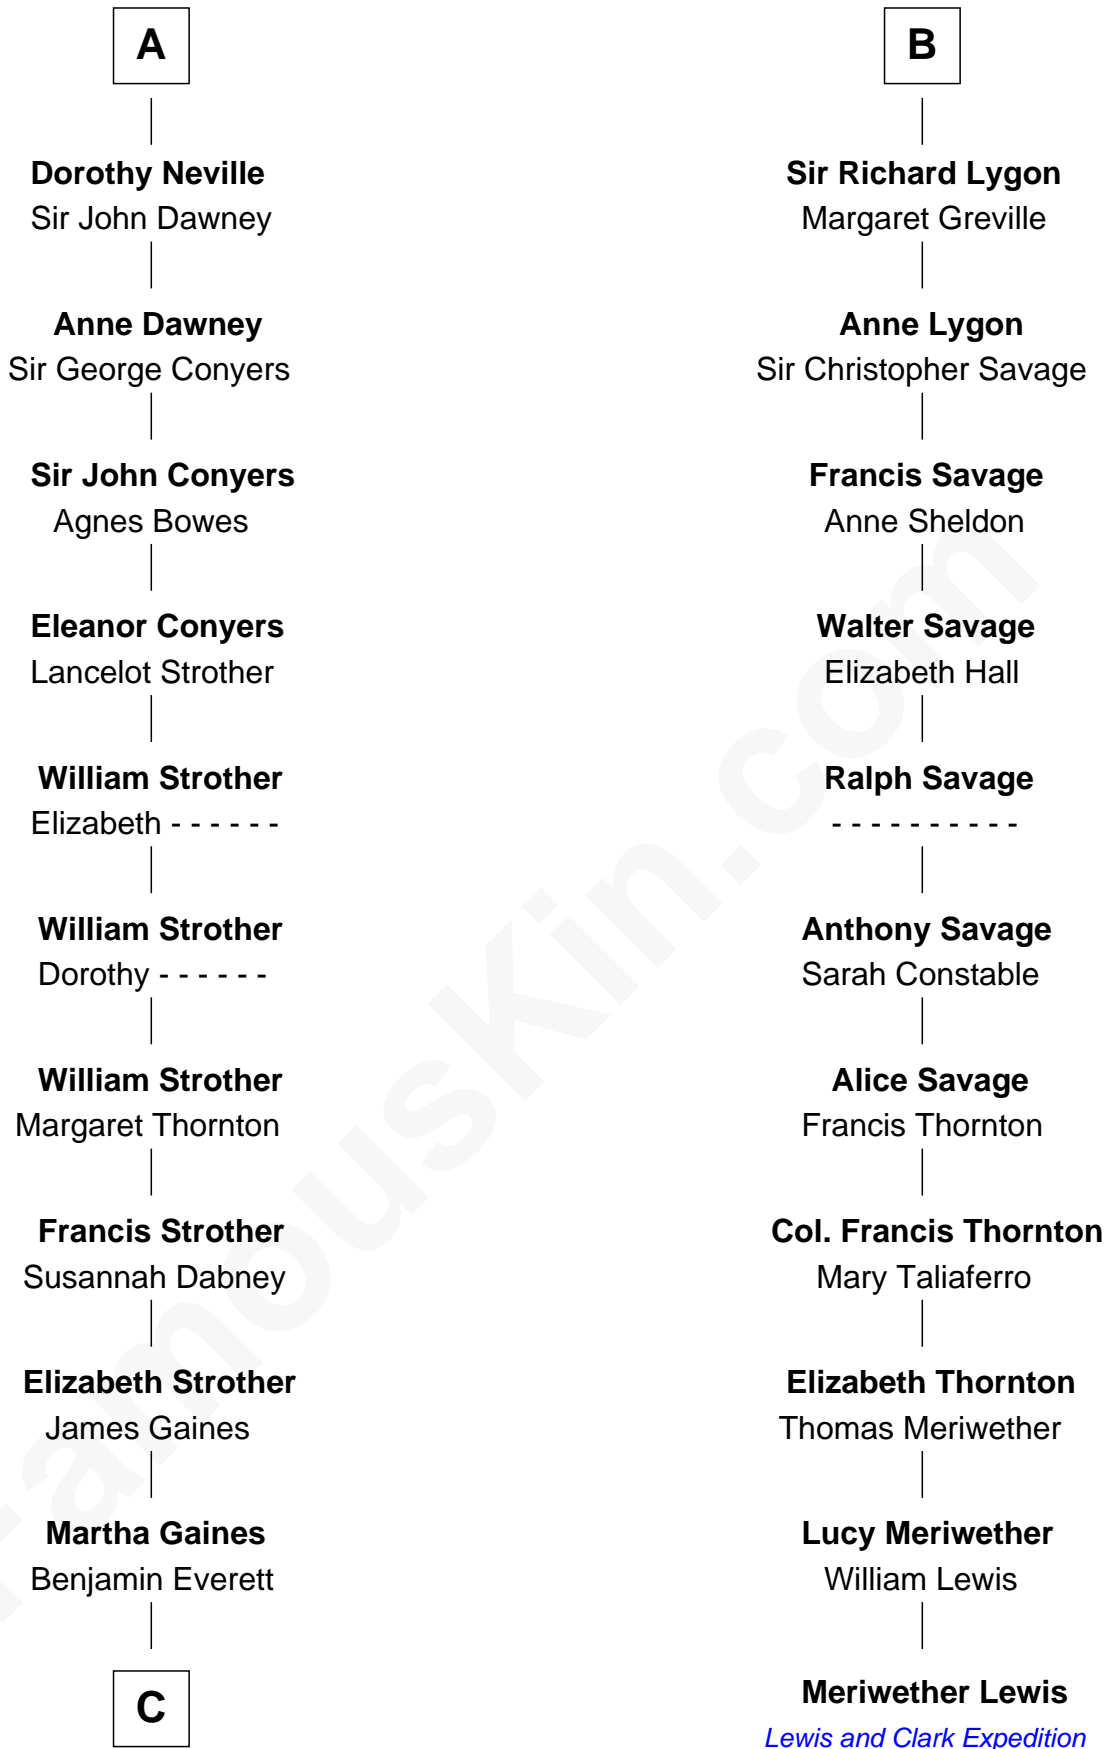 A
Dorothy Neville
Sir John Dawney
Anne Dawney
Sir George Conyers
Sir John Conyers
Agnes Bowes
Eleanor Conyers
Lancelot Strother
William Strother
Elizabeth - - - - - -
William Strother
Dorothy - - - - - -
William Strother
Margaret Thornton
Francis Strother
Susannah Dabney
Elizabeth Strother
James Gaines
Martha Gaines
Benjamin Everett
C
B
Sir Richard Lygon
Margaret Greville
Anne Lygon
Sir Christopher Savage
Francis Savage
Anne Sheldon
Walter Savage
Elizabeth Hall
Ralph Savage
- - - - - - - - - -
Anthony Savage
Sarah Constable
Alice Savage
Francis Thornton
Col. Francis Thornton
Mary Taliaferro
Elizabeth Thornton
Thomas Meriwether
Lucy Meriwether
William Lewis
Meriwether Lewis
Lewis and Clark Expedition
FamousKin.com